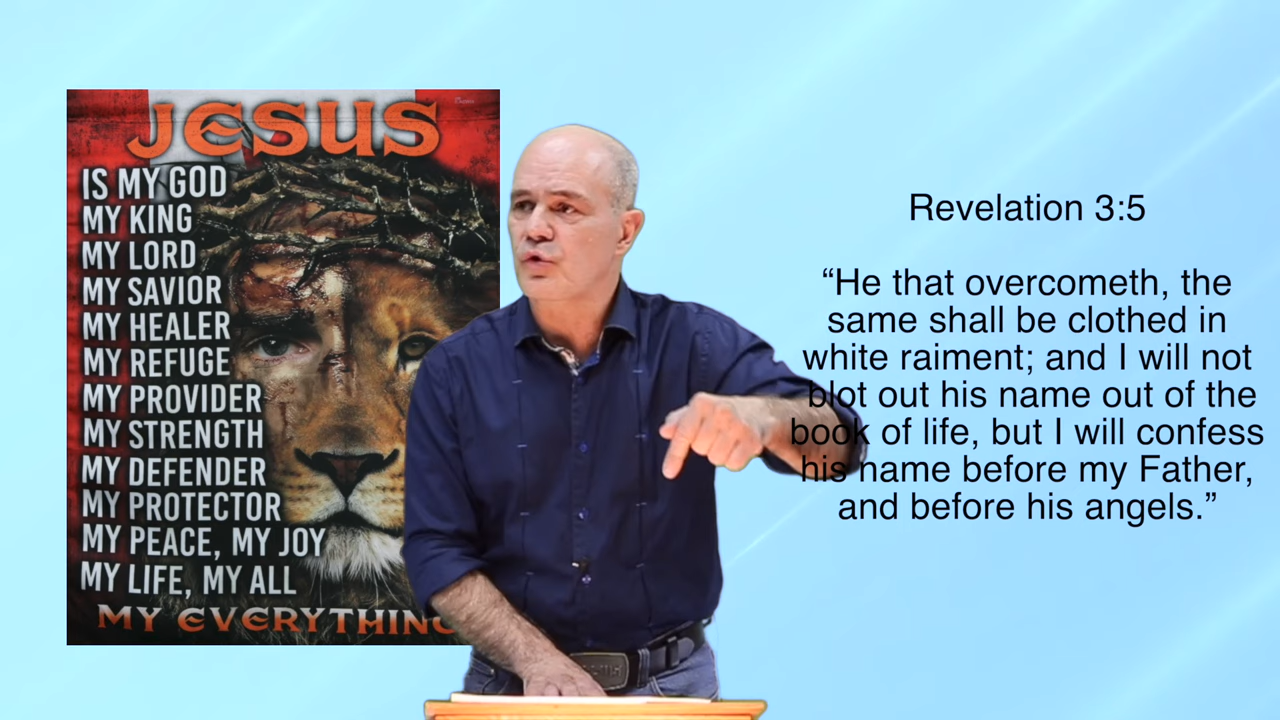 JESUS
IS MY GOD
MY KING
MY LORD
MY SAVIOR
MY HEALER
MY REFUGE
MY PROVIDER
MY STRENGTH
MY DEFENDER
MY PROTECTOR
MY PEACE, MY JOY
MY LIFE, MY ALL
MY EVERYTHING
Revelation 3:5
“He that overcometh, the
same shall be clothed in
white raiment; and I will not
blot out his name out of the
book of life, but I will confess
his name before my Father,
and before his angels.”